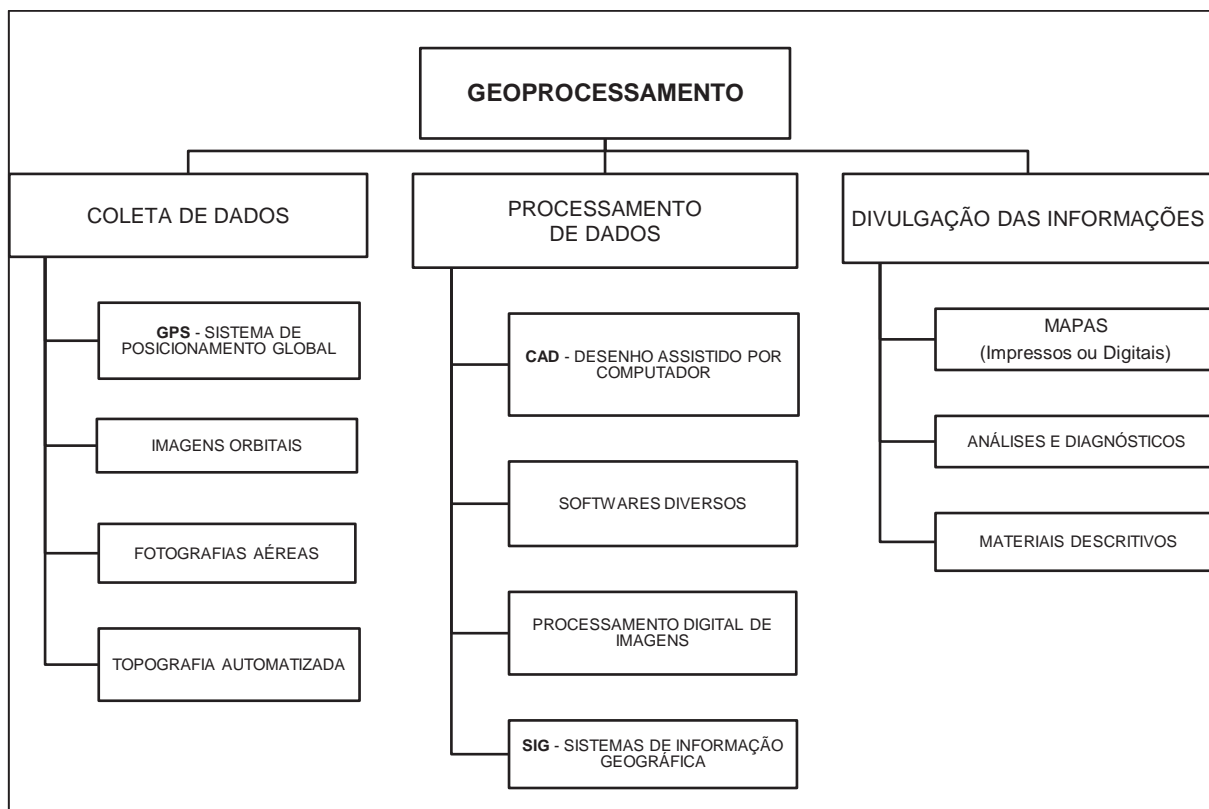 GEOPROCESSAMENTO
COLETA DE DADOS
GPS - SISTEMA DE
POSICIONAMENTO GLOBAL
IMAGENS ORBITAIS
FOTOGRAFIAS AÉREAS
TOPOGRAFIA AUTOMATIZADA
PROCESSAMENTO
DE DADOS
CAD - DESENHO ASSISTIDO POR
COMPUTADOR
SOFTWARES DIVERSOS
PROCESSAMENTO DIGITAL DE
IMAGENS
SIG - SISTEMAS DE INFORMAÇÃO
GEOGRÁFICA
DIVULGAÇÃO DAS INFORMAÇÕES
MAPAS
(Impressos ou Digitais)
ANÁLISES E DIAGNÓSTICOS
MATERIAIS DESCRITIVOS